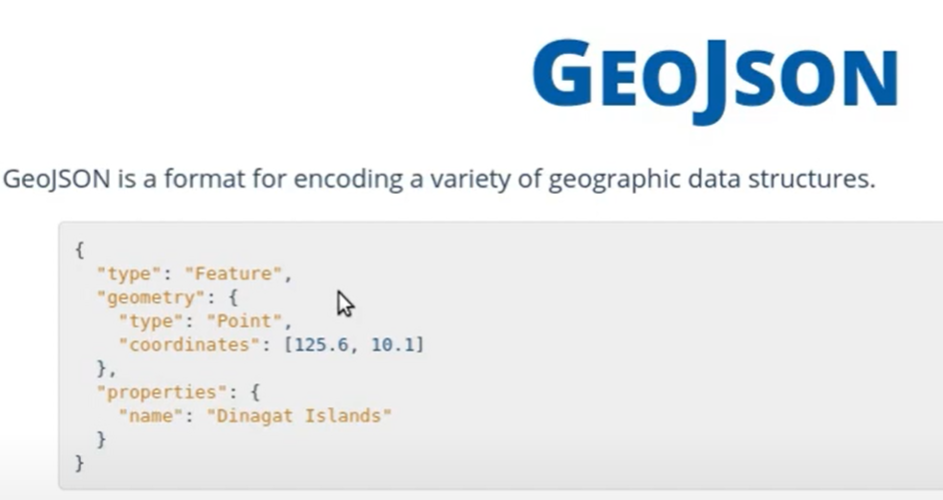 GEOJSON
GeoJSON is a format for encoding a variety of geographic data structures.
{
  "type": "Feature",
  "geometry": {
    "type": "Point",
    "coordinates": [125.6, 10.1]
  },
  "properties": {
    "name": "Dinagat Islands"
  }
}